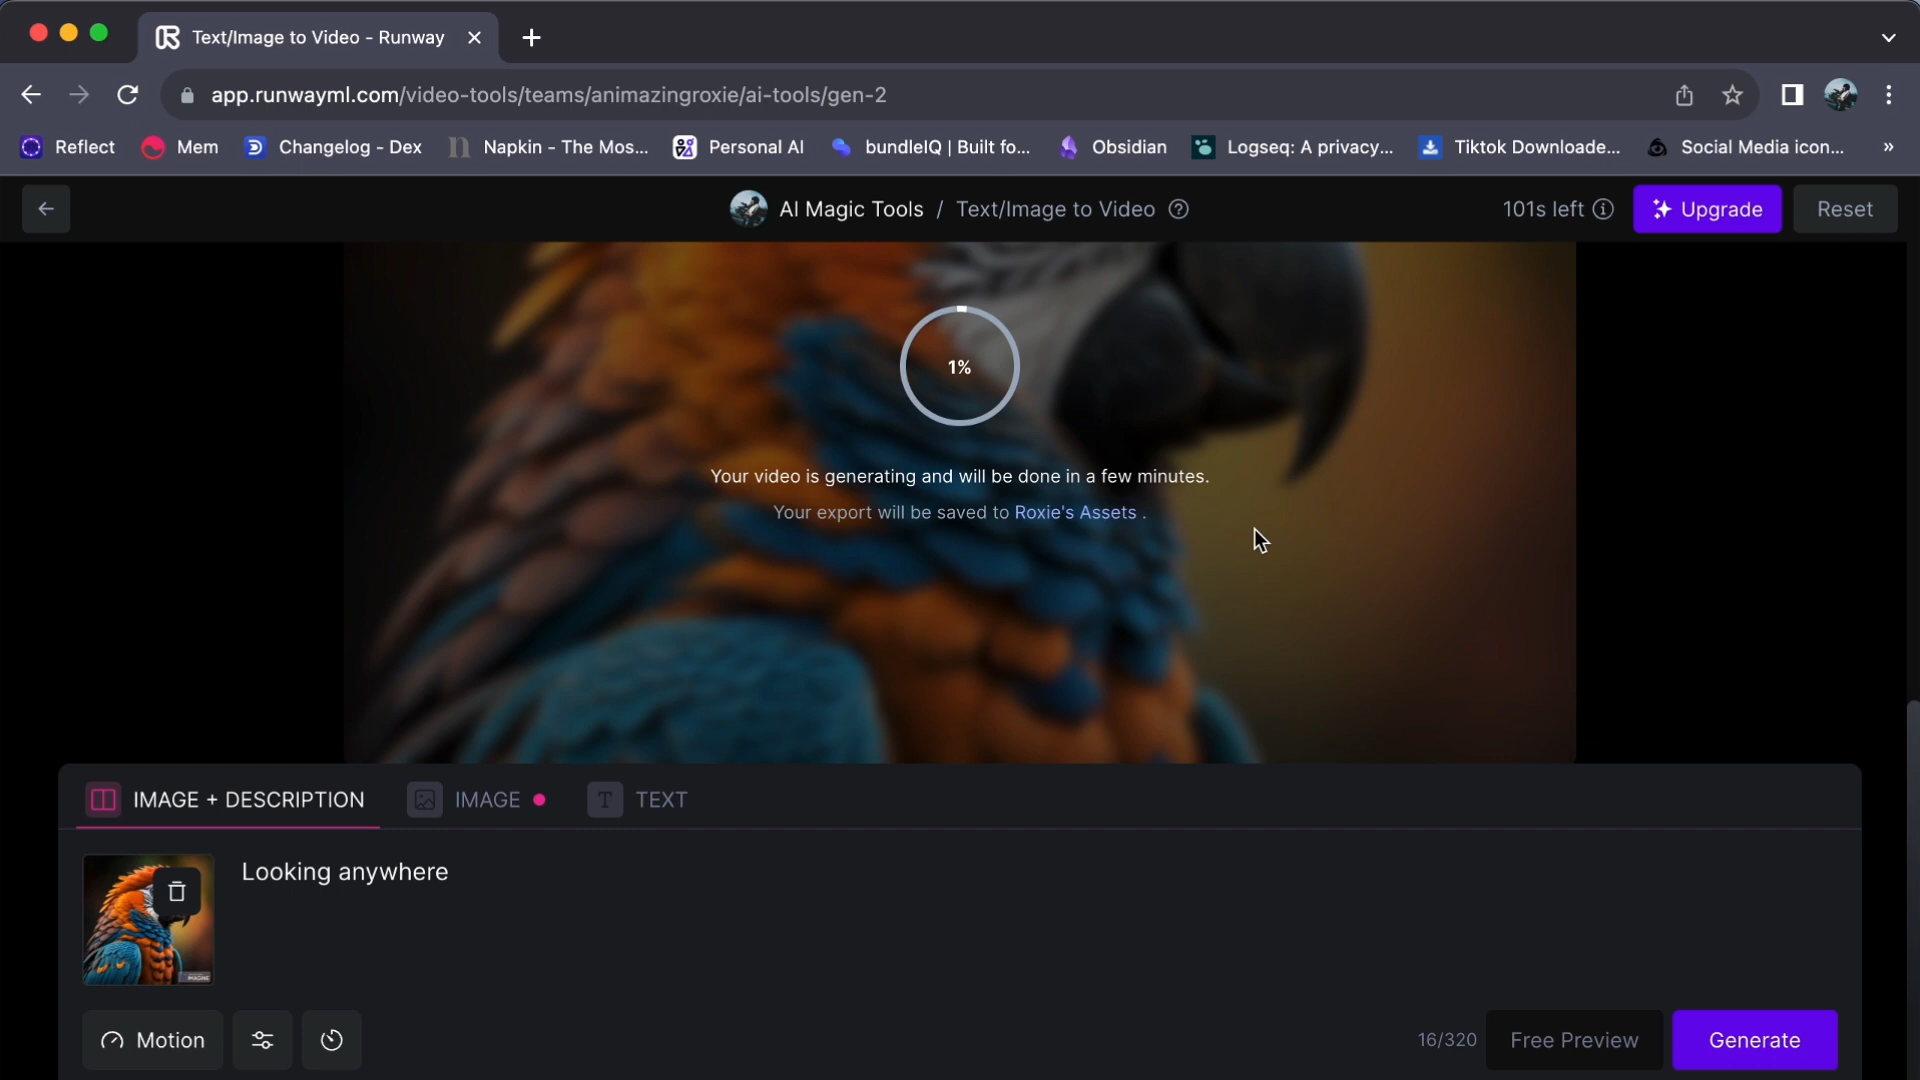 Text/Image to Video - Runway
app.runwayml.com/video-tools/teams/animazingroxie/ai-tools/gen-2
Reflect Mem Changelog - Dex Napkin - The Mos... Personal AI bundleIQ | Built fo... Obsidian Logseq: A privacy... Tiktok Downloade... Social Media icon... »
AI Magic Tools / Text/Image to Video ? 101s left Upgrade Reset
1%
Your video is generating and will be done in a few minutes.
Your export will be saved to Roxie's Assets .
IMAGE + DESCRIPTION IMAGE T TEXT
Looking anywhere
IMAGINE
Motion 16/320 Free Preview Generate